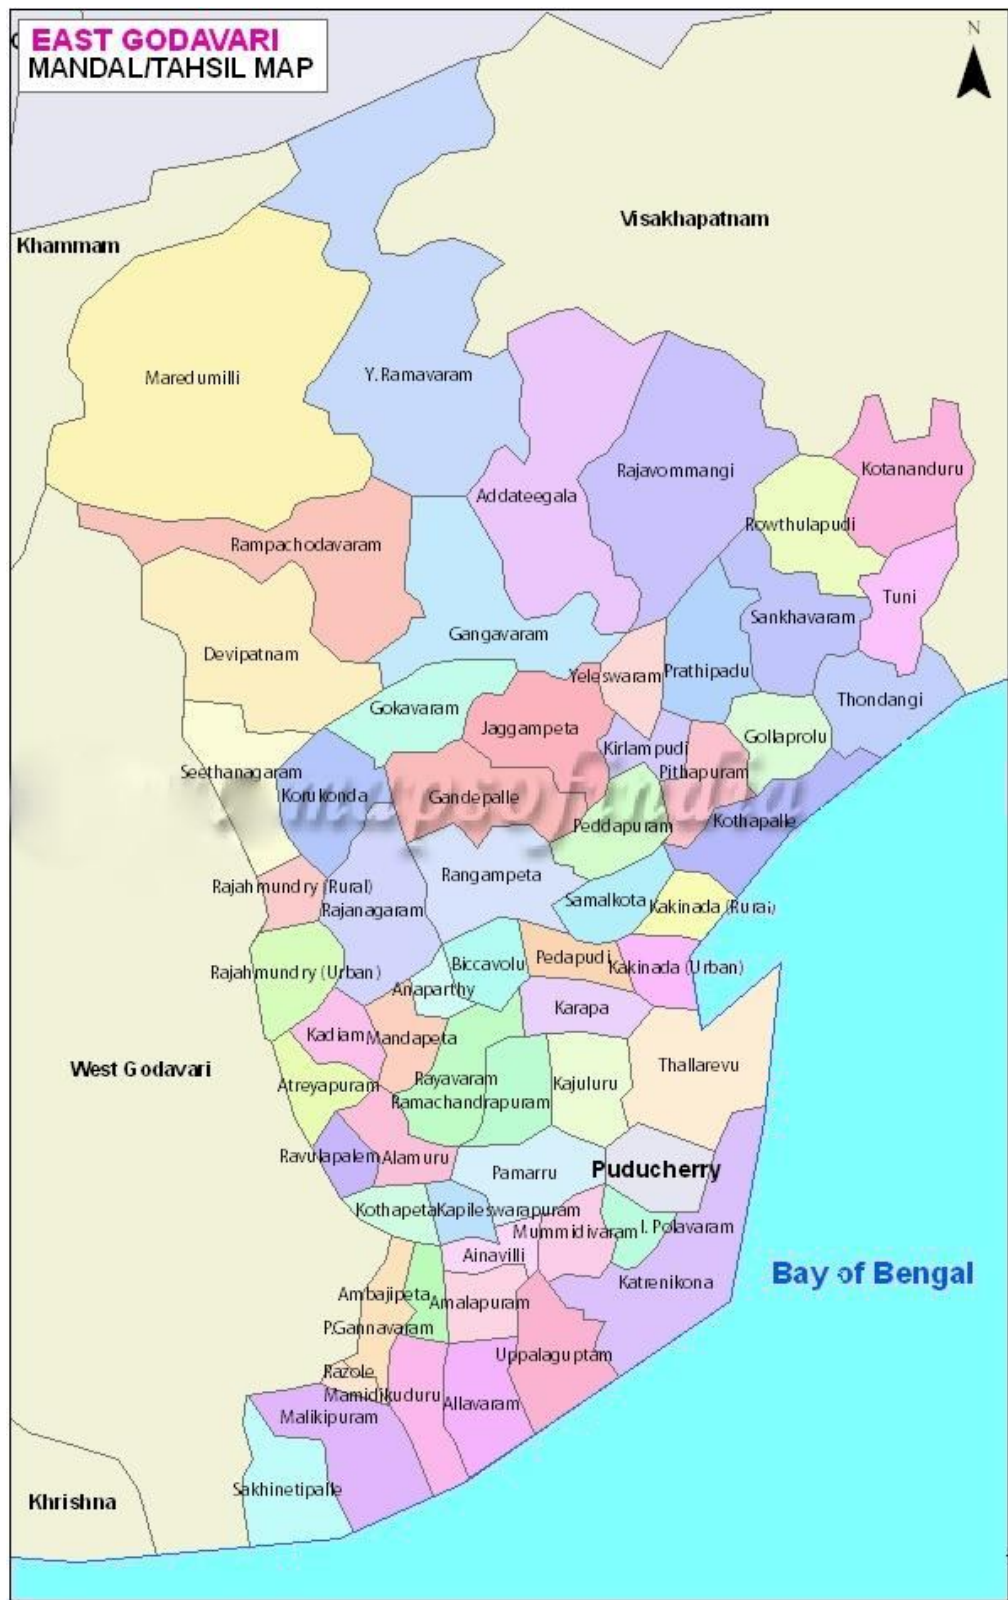 EAST GODAVARI
MANDAL/TAHSIL MAP
N
Visakhapatnam
Khammam
Y. Ramavaram
Maredumilli
Kotananduru
Rajavommangi
Addateegala
Rowthulapudi
Rampachodavaram
Tuni
Sankhavaram
Gangavaram
Devipatnam
Yeleswaram
Prathipadu
Thondangi
Gokavaram
Jaggampeta
Gollaprolu
Kirlampudi
Seethanagaram
Pithapuram
Korukonda
Gandepalle
mapsofindia
Kothapalle
Peddapuram
Rangampeta
Rajahmundry (Rural)
Samalkota
Kakinada (Rural)
Rajanagaram
Pedapudi
Biccavolu
Kakinada (Urban)
Rajahmundry (Urban)
Anaparthy
Karapa
Kadiam
Mandapeta
Thallarevu
West Godavari
Rayavaram
Kajuluru
Atreyapuram
Ramachandrapuram
Ravulapalem
Alamuru
Pamarru
Puducherry
Kothapeta
Kapileswarapuram
I. Polavaram
Mummidivaram
Ainavilli
Bay of Bengal
Katrenikona
Ambajipeta
Amalapuram
P.Gannavaram
Uppalaguptam
Razole
Mamidikuduru
Allavaram
Malikipuram
Sakhinetipalle
Khrishna